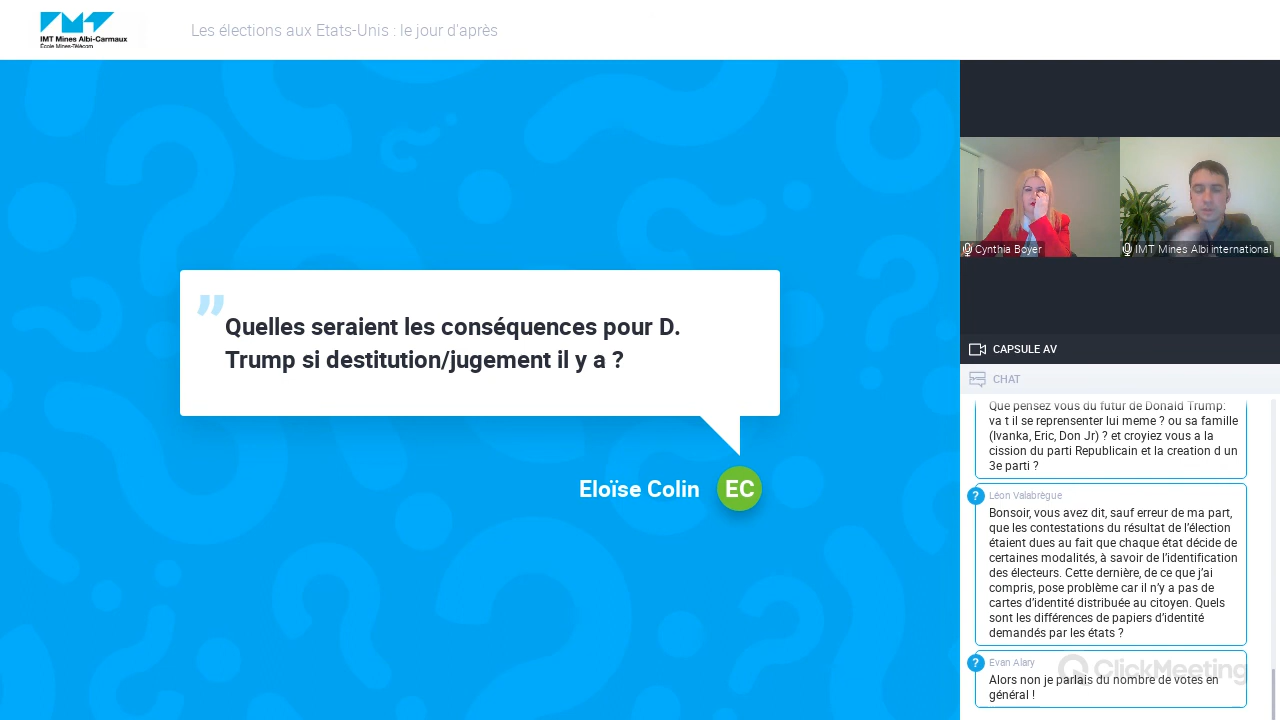 IMT Mines Albi-Carmaux
École Mines-Télécom
Les élections aux Etats-Unis : le jour d'après
”
Quelles seraient les conséquences pour D.
Trump si destitution/jugement il y a ?
Eloïse Colin
EC
Cynthia Boyer
IMT Mines Albi international
CAPSULE AV
CHAT
Que pensez vous du futur de Donald Trump:
va t il se reprensenter lui meme ? ou sa famille
(Ivanka, Eric, Don Jr) ? et croyiez vous a la
cission du parti Republicain et la creation d un
3e parti ?
?
Léon Valabrègue
Bonsoir, vous avez dit, sauf erreur de ma part,
que les contestations du résultat de l’élection
étaient dues au fait que chaque état décide de
certaines modalités, à savoir de l’identification
des électeurs. Cette dernière, de ce que j’ai
compris, pose problème car il n’y a pas de
cartes d’identité distribuée au citoyen. Quels
sont les différences de papiers d’identité
demandés par les états ?
?
Evan Alary
Alors non je parlais du nombre de votes en
général !
ClickMeeting